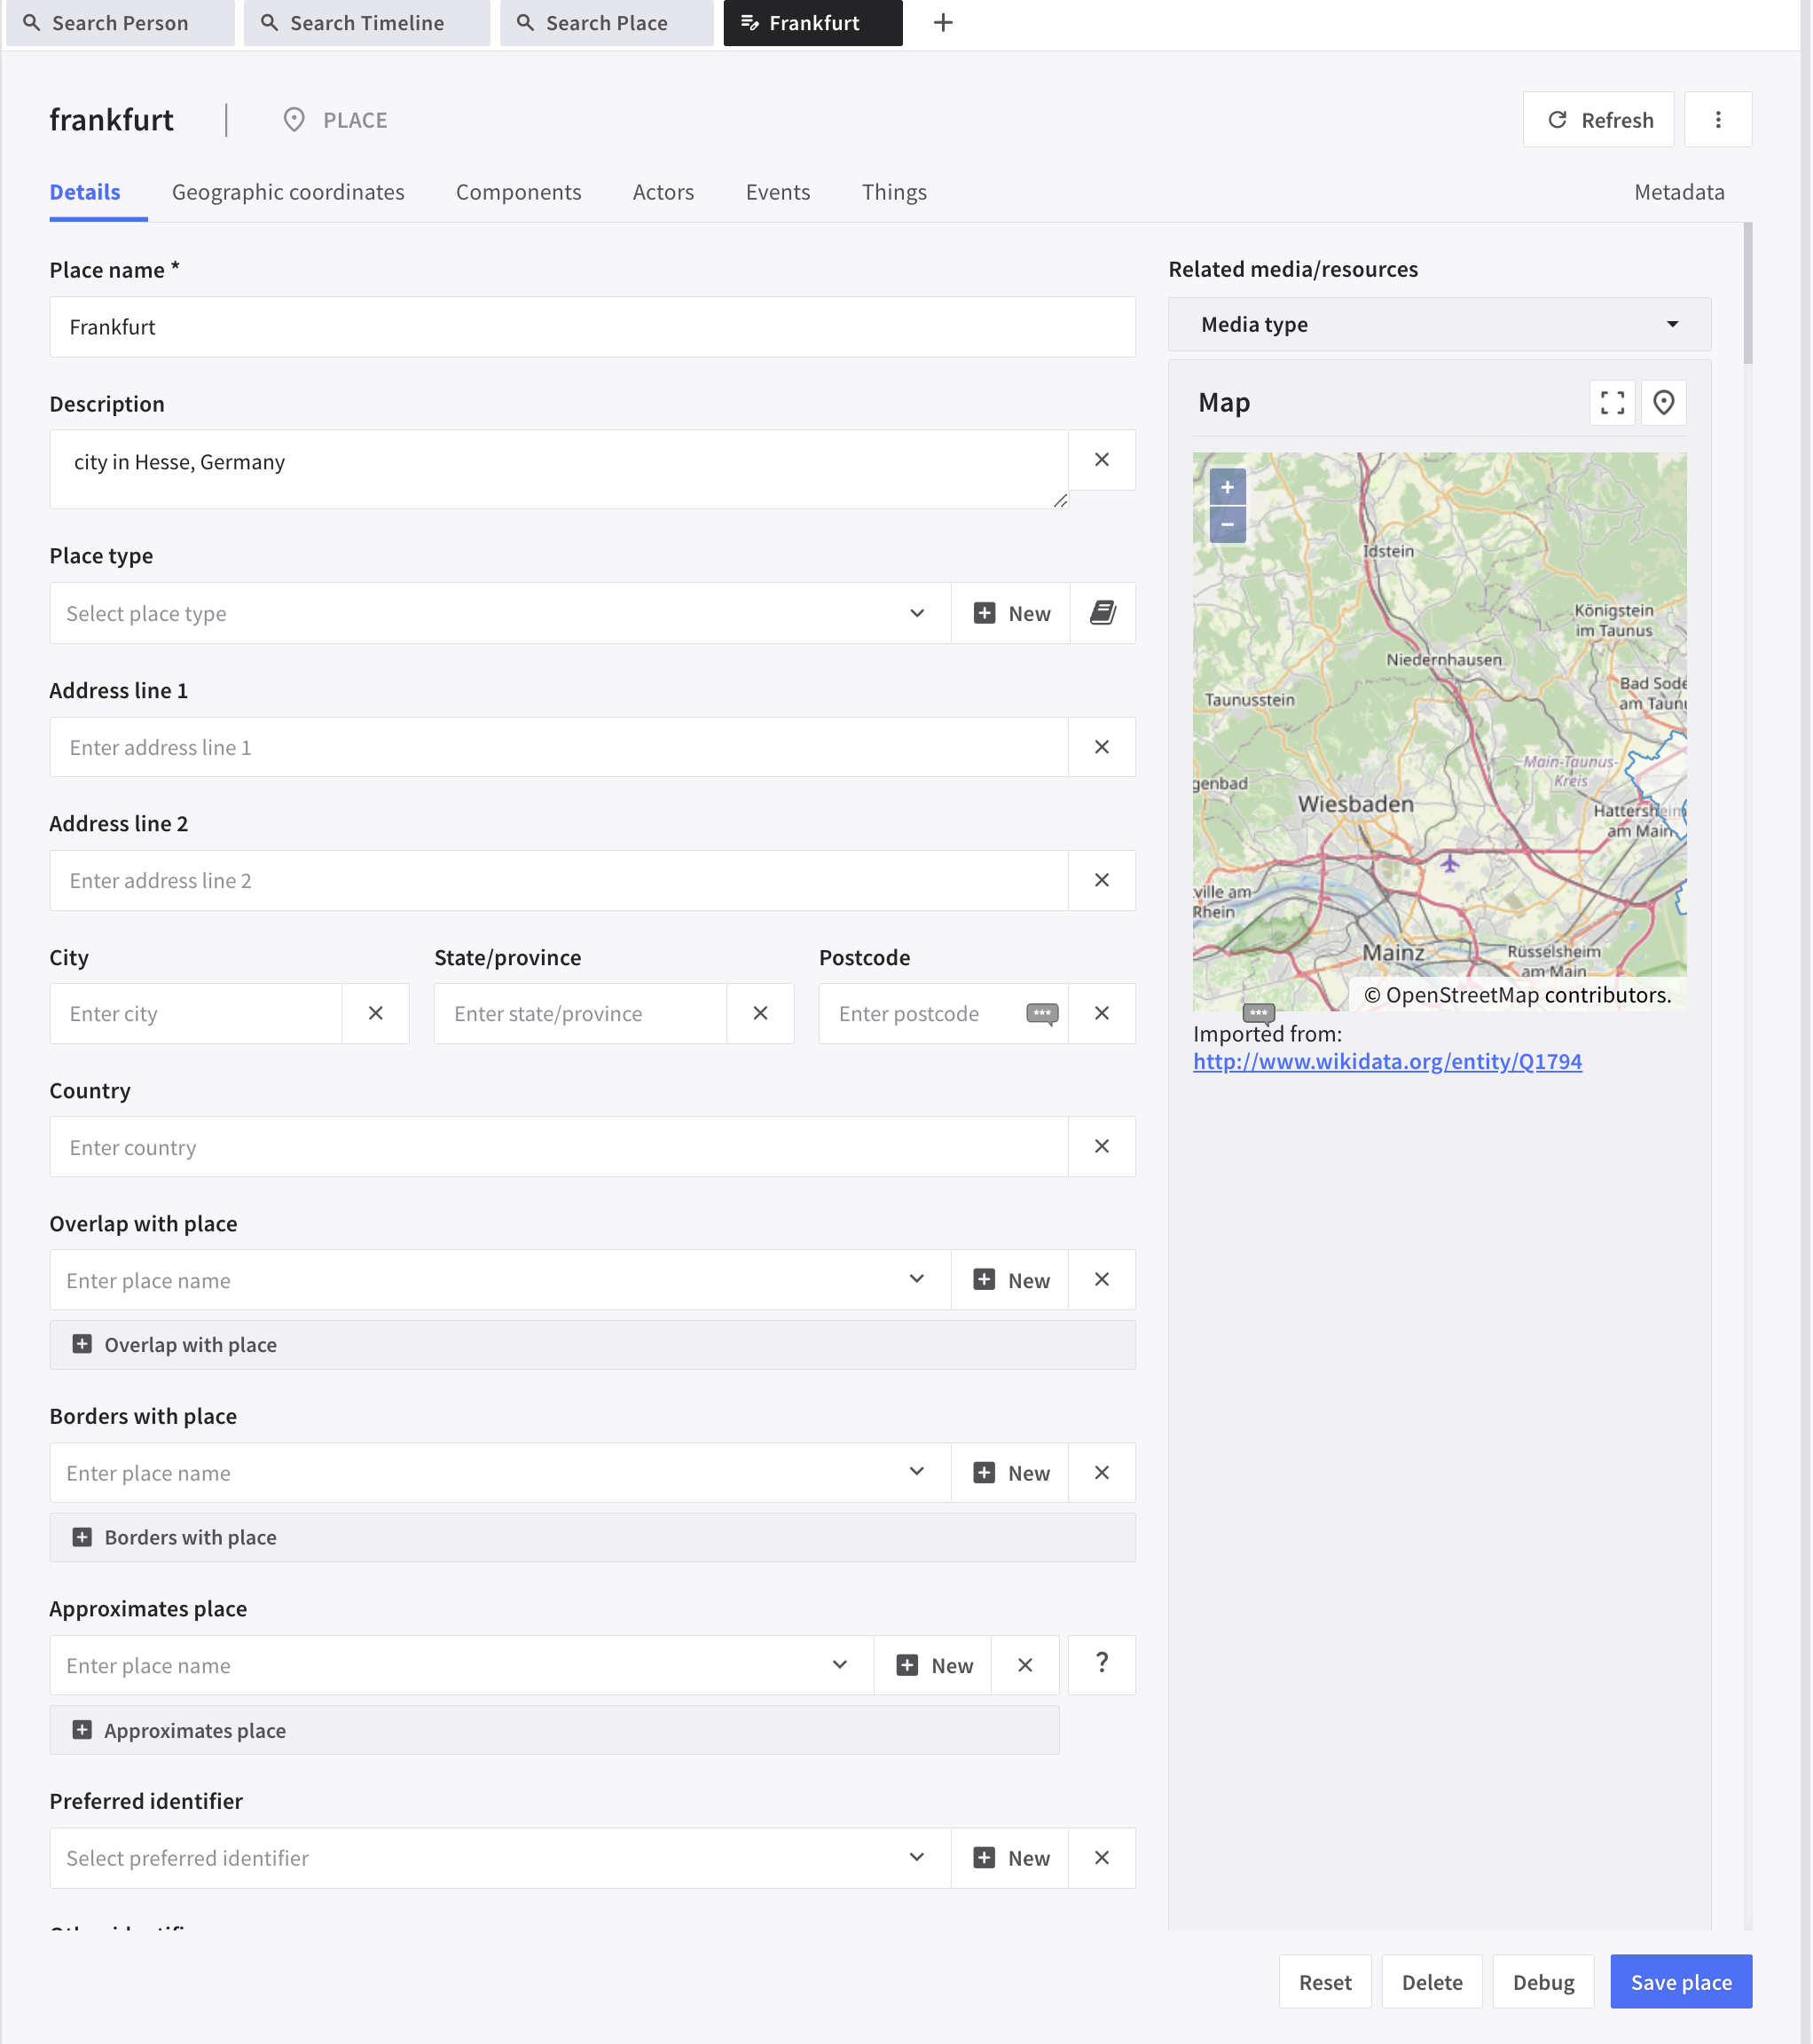 Search Person
Search Timeline
Search Place
Frankfurt
frankfurt
PLACE
Refresh
Details
Geographic coordinates
Components
Actors
Events
Things
Metadata
Place name *
Frankfurt
Description
city in Hesse, Germany
Place type
Select place type
New
Address line 1
Enter address line 1
Address line 2
Enter address line 2
City
State/province
Postcode
Enter city
Enter state/province
Enter postcode
Country
Enter country
Overlap with place
Enter place name
New
Overlap with place
Borders with place
Enter place name
New
Borders with place
Approximates place
Enter place name
New
?
Approximates place
Preferred identifier
Select preferred identifier
New
Related media/resources
Media type
Map
+
−
Idstein
Königstein
im Taunus
Niedernhausen
Bad Sode
am Taunu
Taunusstein
Main-Taunus-
Kreis
genbad
Wiesbaden
Hattersheim
am Main
ville am
Rhein
Mainz
Rüsselsheim
am Main
© OpenStreetMap contributors.
Imported from:
http://www.wikidata.org/entity/Q1794
Reset
Delete
Debug
Save place